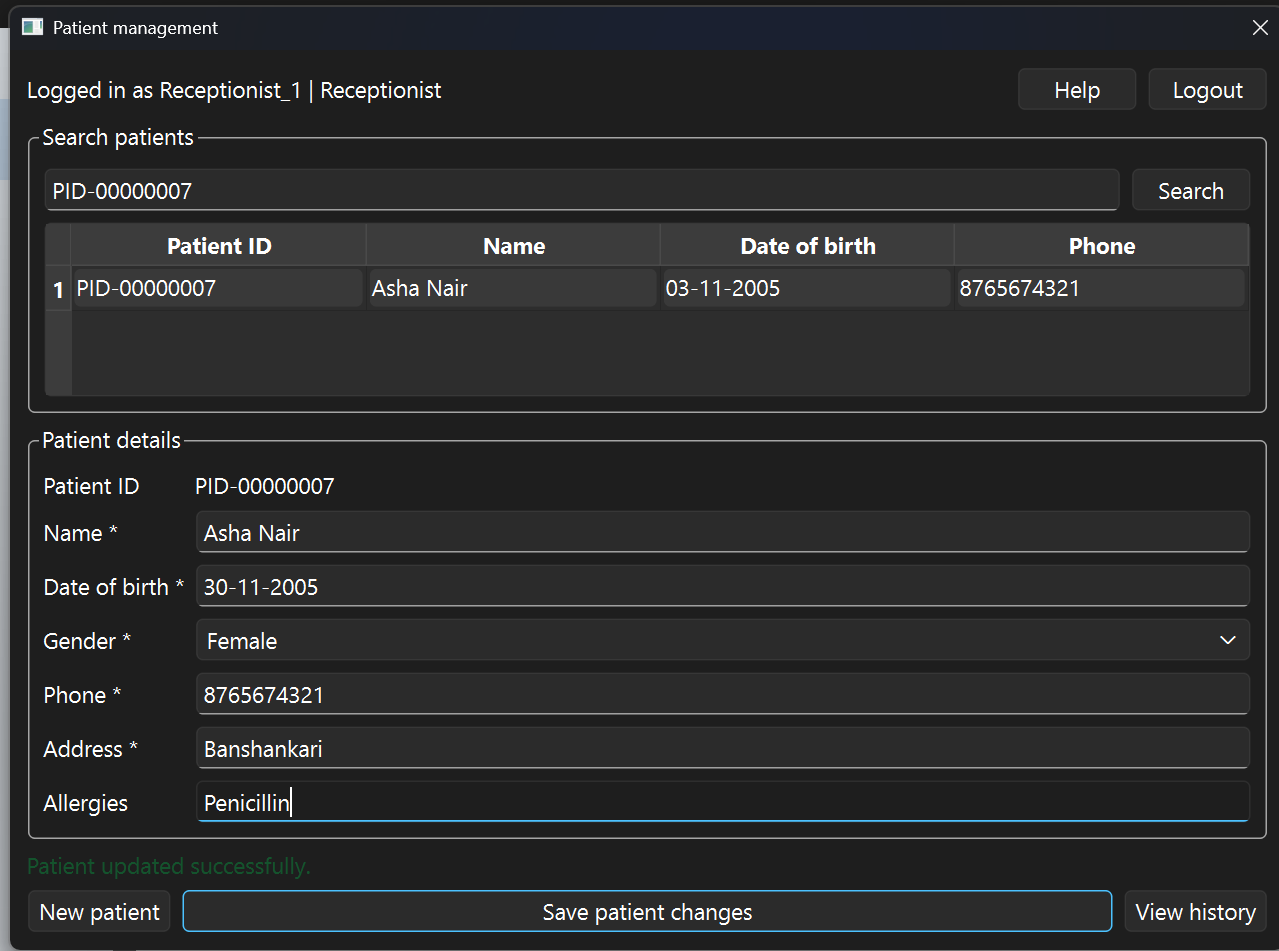 Patient management
Logged in as Receptionist_1 | Receptionist Help Logout
Search patients
PID-00000007 Search
Patient ID Name Date of birth Phone
1 PID-00000007 Asha Nair 03-11-2005 8765674321
Patient details
Patient ID PID-00000007
Name * Asha Nair
Date of birth * 30-11-2005
Gender * Female
Phone * 8765674321
Address * Banshankari
Allergies Penicillin
Patient updated successfully.
New patient Save patient changes View history